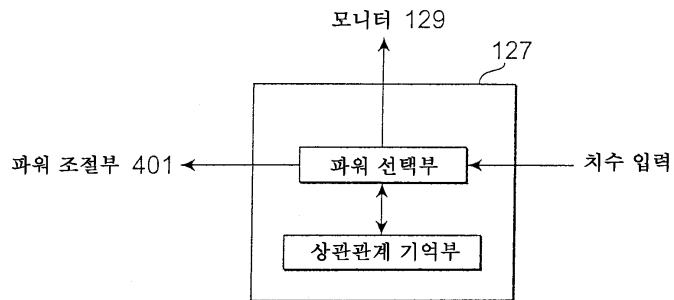 모니터 129
127
파워 조절부 401
파워 선택부
치수 입력
상관관계 기억부